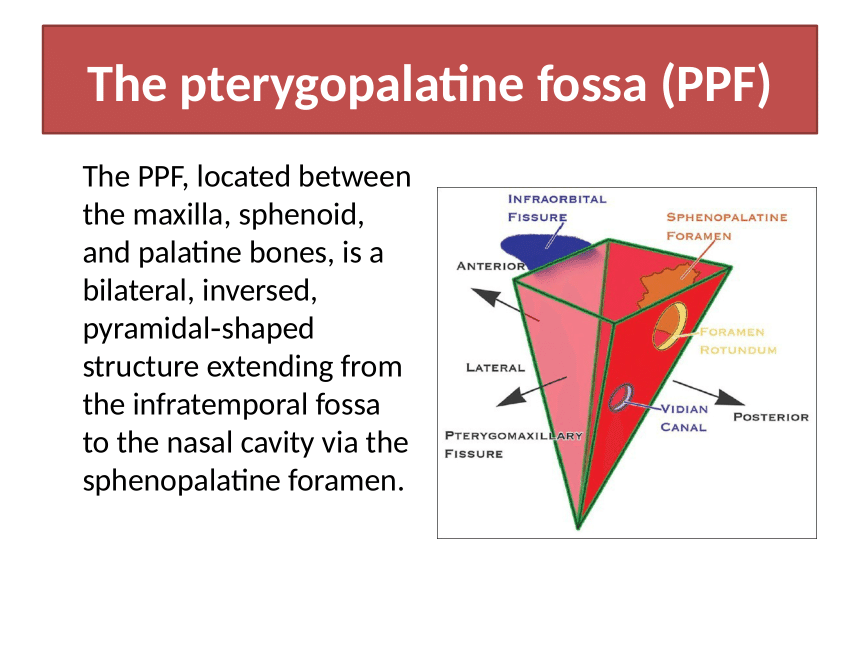 The pterygopalatine fossa (PPF)
The PPF, located between
the maxilla, sphenoid,
and palatine bones, is a
bilateral, inversed,
pyramidal-shaped
structure extending from
the infratemporal fossa
to the nasal cavity via the
sphenopalatine foramen.
INFRAORBITAL
FISSURE
SPHENOPALATINE
FORAMEN
ANTERIOR
FORAMEN
ROTUNDUM
LATERAL
VIDIAN
CANAL
POSTERIOR
PTERYGOMAXILLARY
FISSURE